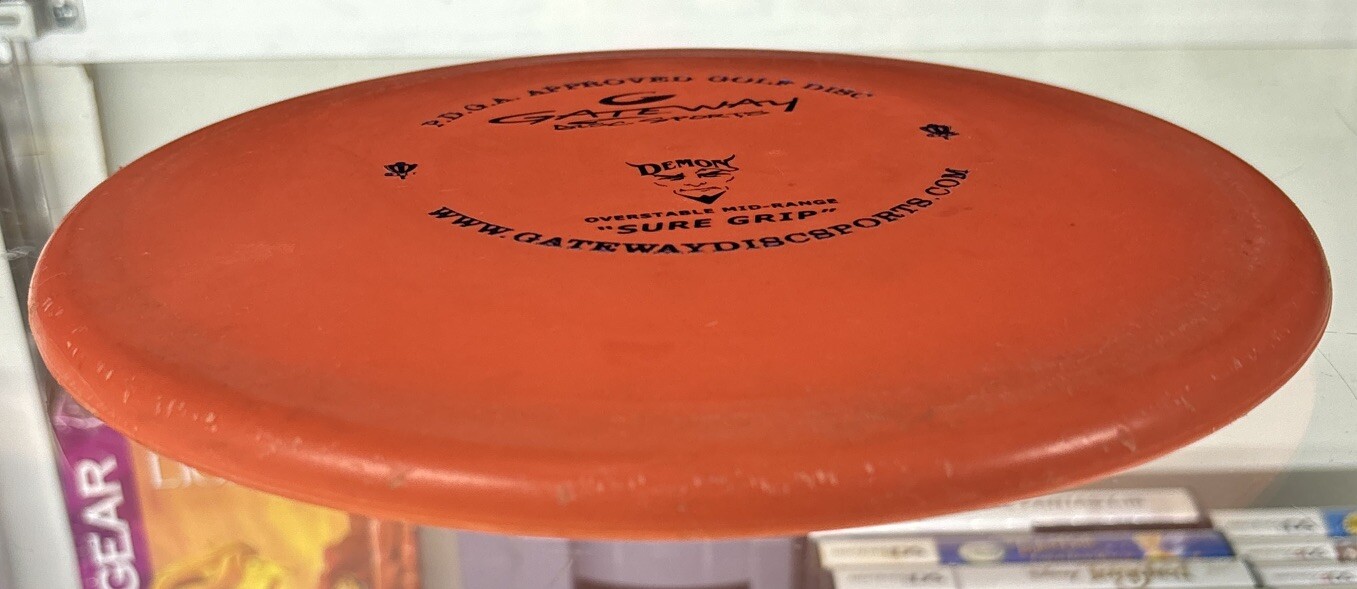 P.D.G.A. APPROVED GOLF DISC
GATEWAY
DISC SPORTS
DEMON
OVERSTABLE MID-RANGE
"SURE GRIP"
WWW.GATEWAYDISCSPORTS.COM
GEAR